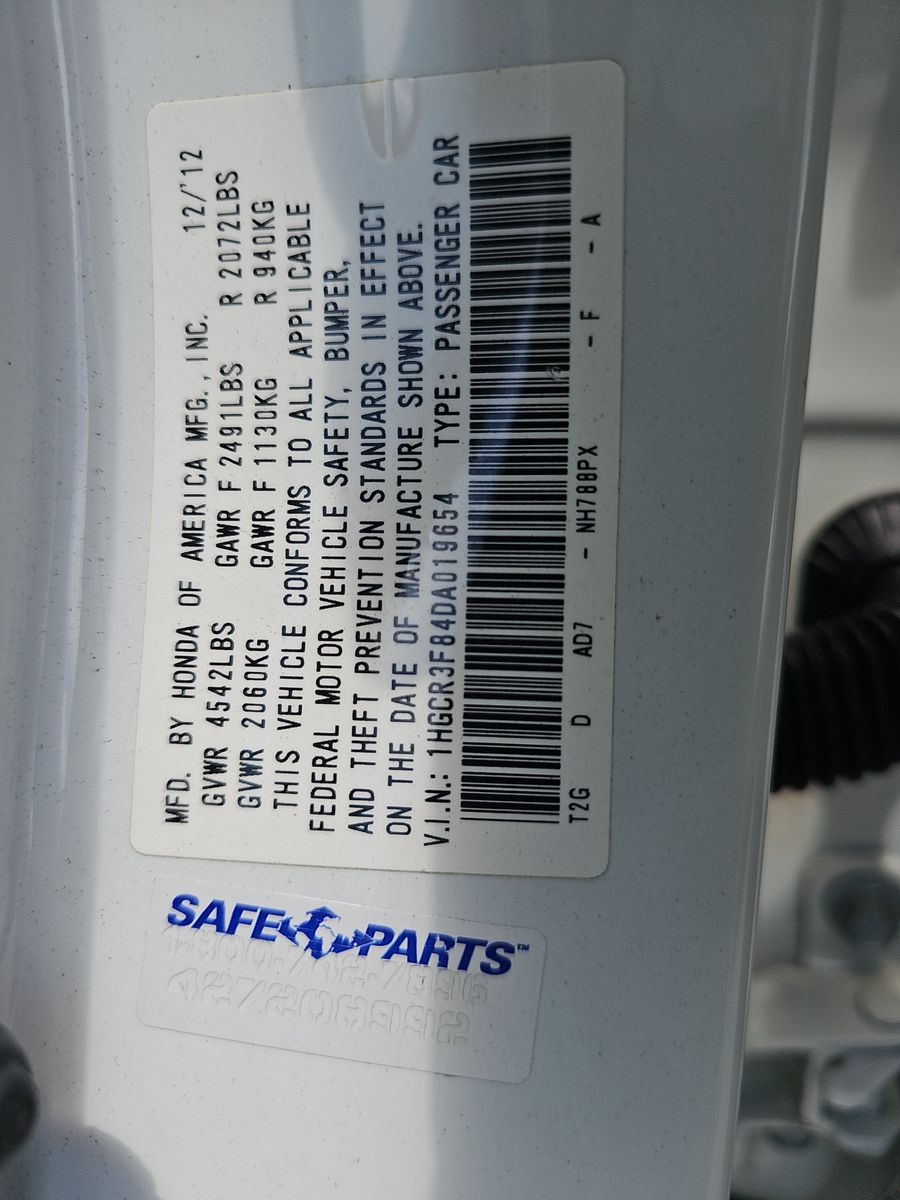 MFD. BY HONDA OF AMERICA MFG., INC. 12/'12
GVWR 4542LBS GAWR F 2491LBS R 2072LBS
GVWR 2060KG GAWR F 1130KG R 940KG
THIS VEHICLE CONFORMS TO ALL APPLICABLE
FEDERAL MOTOR VEHICLE SAFETY, BUMPER,
AND THEFT PREVENTION STANDARDS IN EFFECT
ON THE DATE OF MANUFACTURE SHOWN ABOVE.
V.I.N.: 1HGCR3F84DA019654 TYPE: PASSENGER CAR
T2G D AD7 - NH788PX - F - A
SAFE PARTS™